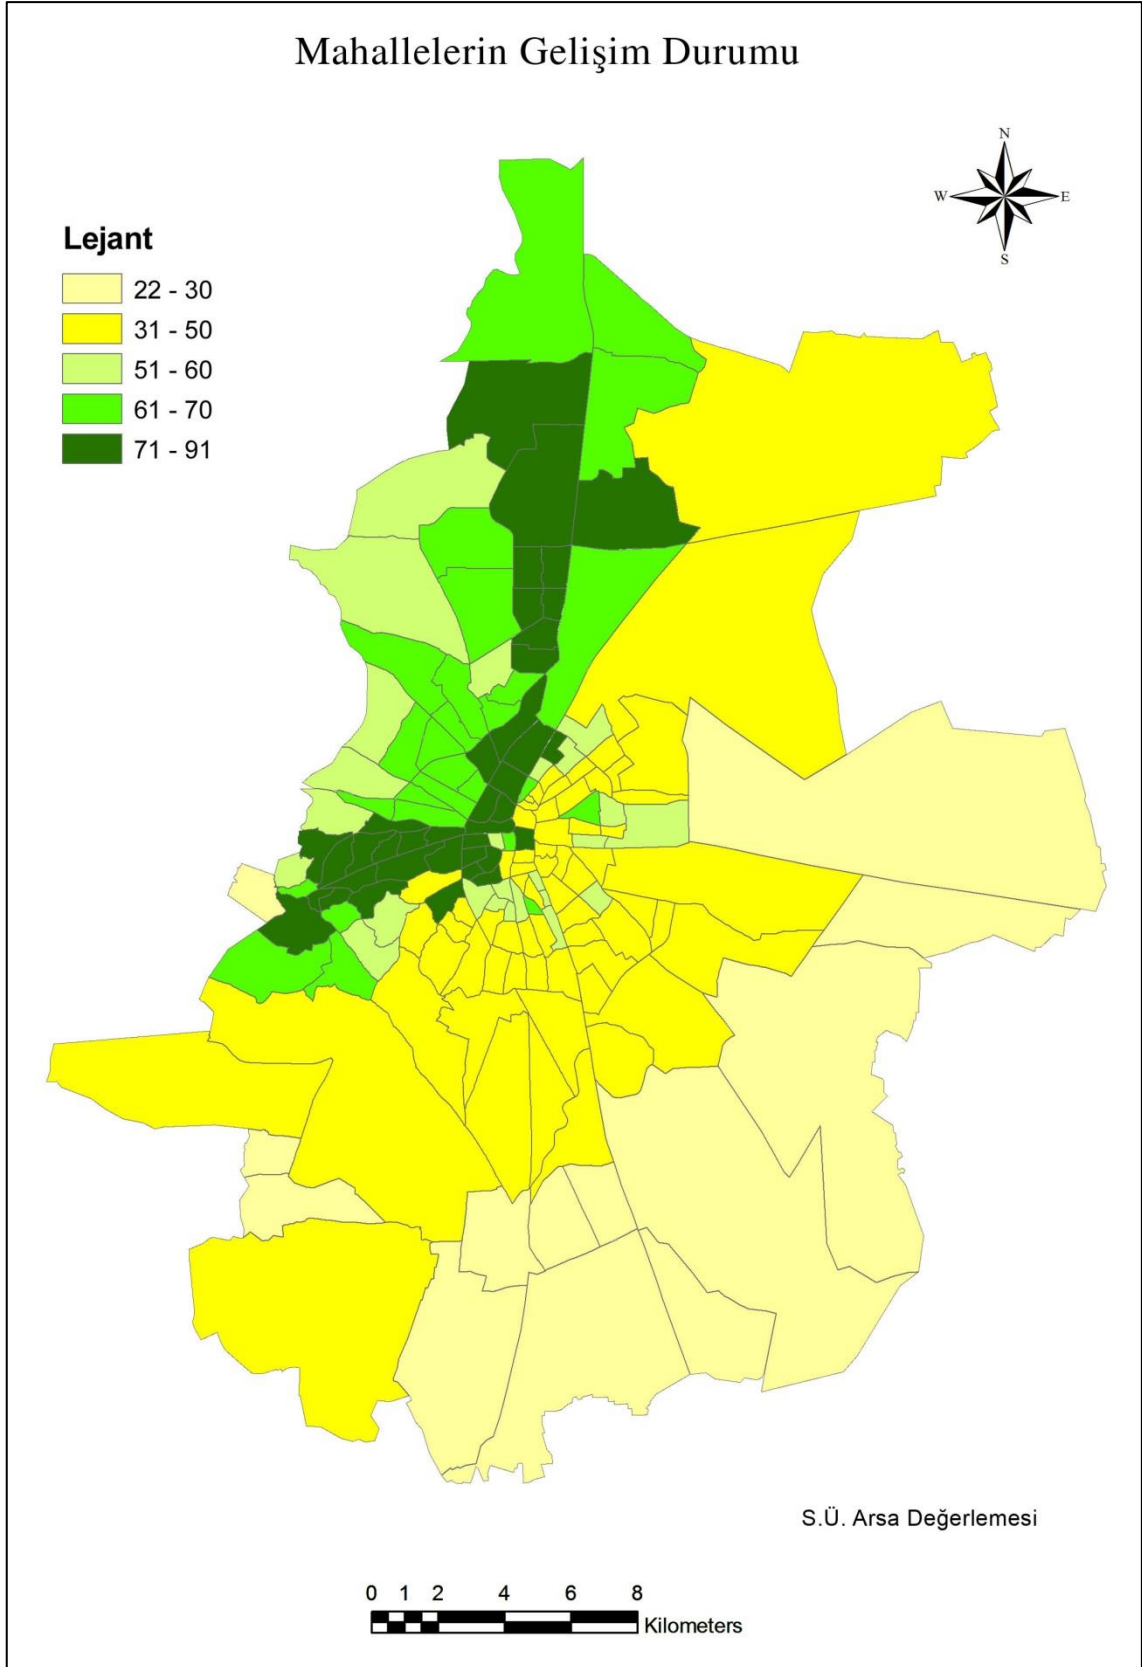 Mahallelerin Gelişim Durumu
N
W E
S
Lejant
22 - 30
31 - 50
51 - 60
61 - 70
71 - 91
S.Ü. Arsa Değerlemesi
0 1 2 4 6 8
Kilometers